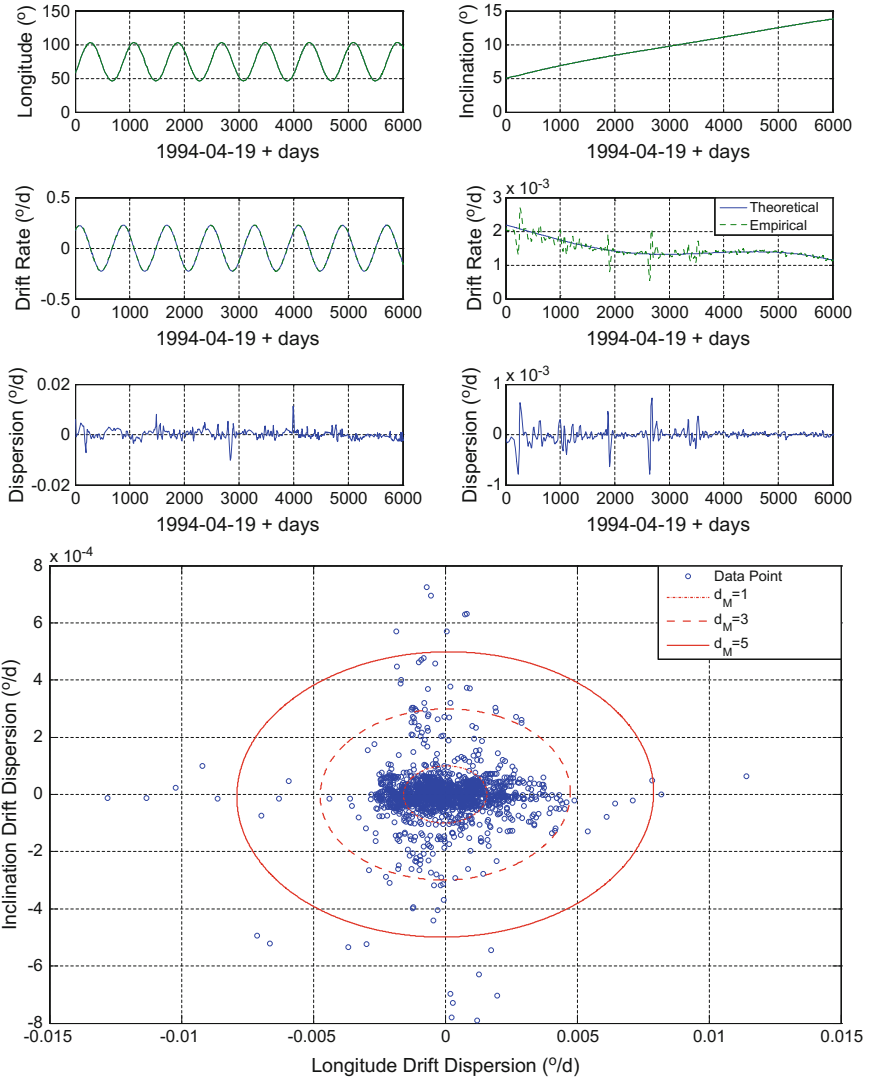 150
100
50
0
Longitude (º)
0 1000 2000 3000 4000 5000 6000
1994-04-19 + days
15
10
5
0
Inclination (º)
0 1000 2000 3000 4000 5000 6000
1994-04-19 + days
0.5
0
-0.5
Drift Rate (º/d)
0 1000 2000 3000 4000 5000 6000
1994-04-19 + days
x 10⁻³
3
2
1
0
Drift Rate (º/d)
Theoretical
Empirical
0 1000 2000 3000 4000 5000 6000
1994-04-19 + days
0.02
0
-0.02
Dispersion (º/d)
0 1000 2000 3000 4000 5000 6000
1994-04-19 + days
x 10⁻³
1
0
-1
Dispersion (º/d)
0 1000 2000 3000 4000 5000 6000
1994-04-19 + days
x 10⁻⁴
8
6
4
2
0
-2
-4
-6
-8
Inclination Drift Dispersion (º/d)
Data Point
d_M=1
d_M=3
d_M=5
-0.015 -0.01 -0.005 0 0.005 0.01 0.015
Longitude Drift Dispersion (º/d)